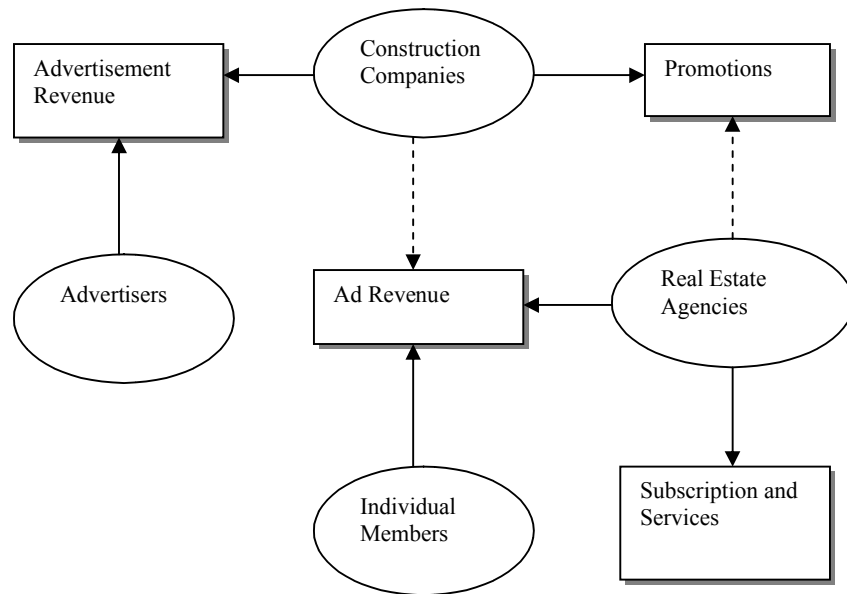 Construction
Companies
Advertisement
Revenue
Promotions
Advertisers
Ad Revenue
Real Estate
Agencies
Individual
Members
Subscription and
Services